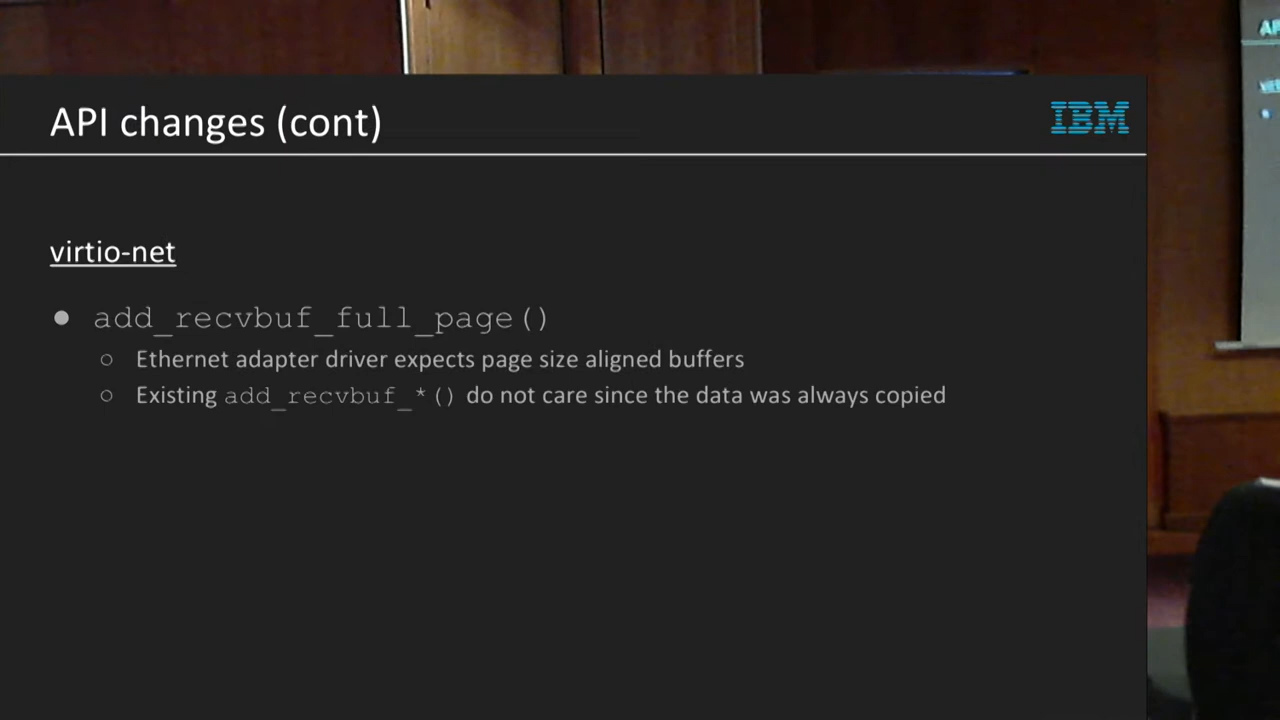 API changes (cont)
IBM
virtio-net
● add_recvbuf_full_page()
○ Ethernet adapter driver expects page size aligned buffers
○ Existing add_recvbuf_*() do not care since the data was always copied